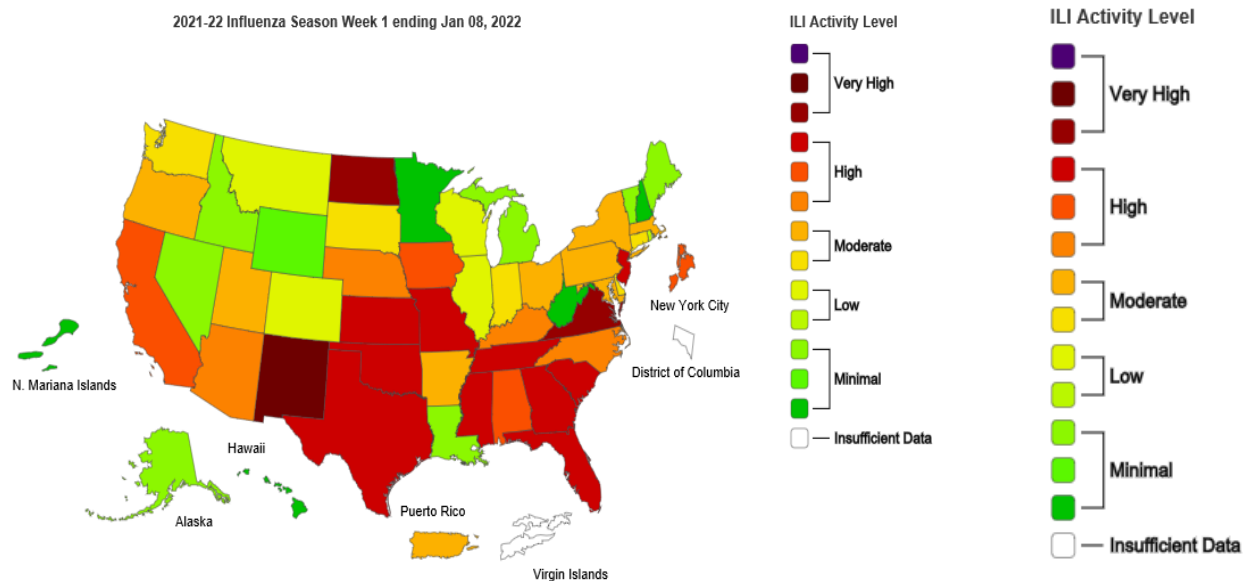 2021-22 Influenza Season Week 1 ending Jan 08, 2022
ILI Activity Level
Very High
High
Moderate
Low
Minimal
Insufficient Data
ILI Activity Level
Very High
High
Moderate
Low
Minimal
Insufficient Data
New York City
District of Columbia
N. Mariana Islands
Hawaii
Alaska
Puerto Rico
Virgin Islands